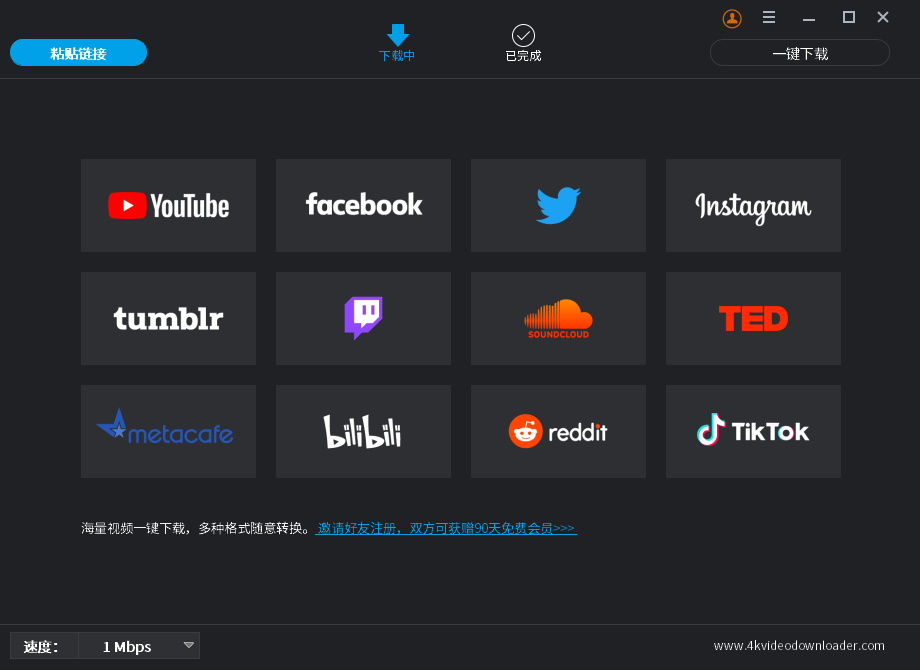 粘贴链接
下载中
已完成
一键下载
YouTube
facebook
Instagram
tumblr
SOUNDCLOUD
TED
metacafe
bilibili
reddit
TikTok
海量视频一键下载，多种格式随意转换。 邀请好友注册，双方可获赠90天免费会员>>>
速度： 1 Mbps
www.4kvideodownloader.com